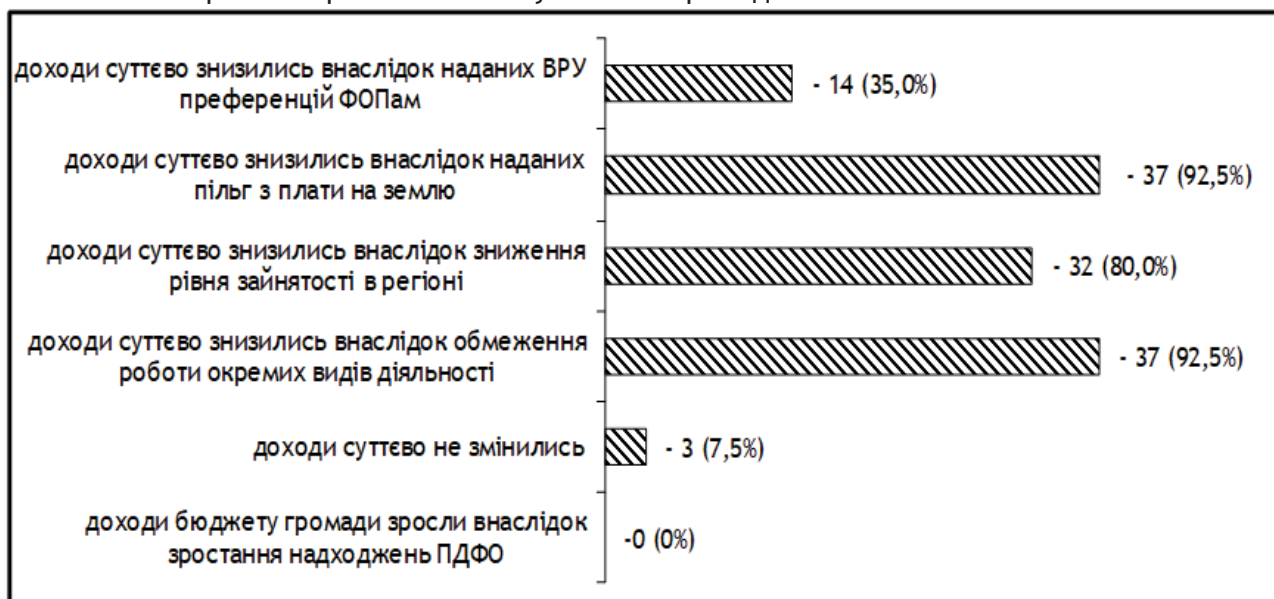 доходи суттєво знизились внаслідок наданих ВРУ
преференцій ФОПам
- 14 (35,0%)
доходи суттєво знизились внаслідок наданих
пільг з плати на землю
- 37 (92,5%)
доходи суттєво знизились внаслідок зниження
рівня зайнятості в регіоні
- 32 (80,0%)
доходи суттєво знизились внаслідок обмеження
роботи окремих видів діяльності
- 37 (92,5%)
доходи суттєво не змінились
- 3 (7,5%)
доходи бюджету громади зросли внаслідок
зростання надходжень ПДФО
-0 (0%)